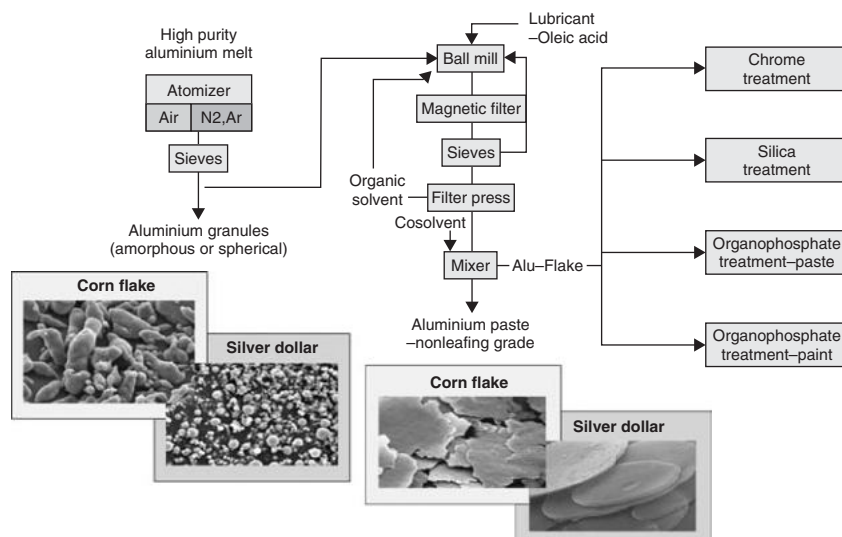 High purity
aluminium melt
Atomizer
Air
N2,Ar
Sieves
Aluminium granules
(amorphous or spherical)
Lubricant
–Oleic acid
Ball mill
Magnetic filter
Sieves
Organic
solvent
Filter press
Cosolvent
Mixer
Alu–Flake
Aluminium paste
–nonleafing grade
Chrome
treatment
Silica
treatment
Organophosphate
treatment–paste
Organophosphate
treatment–paint
Corn flake
Silver dollar
Corn flake
Silver dollar